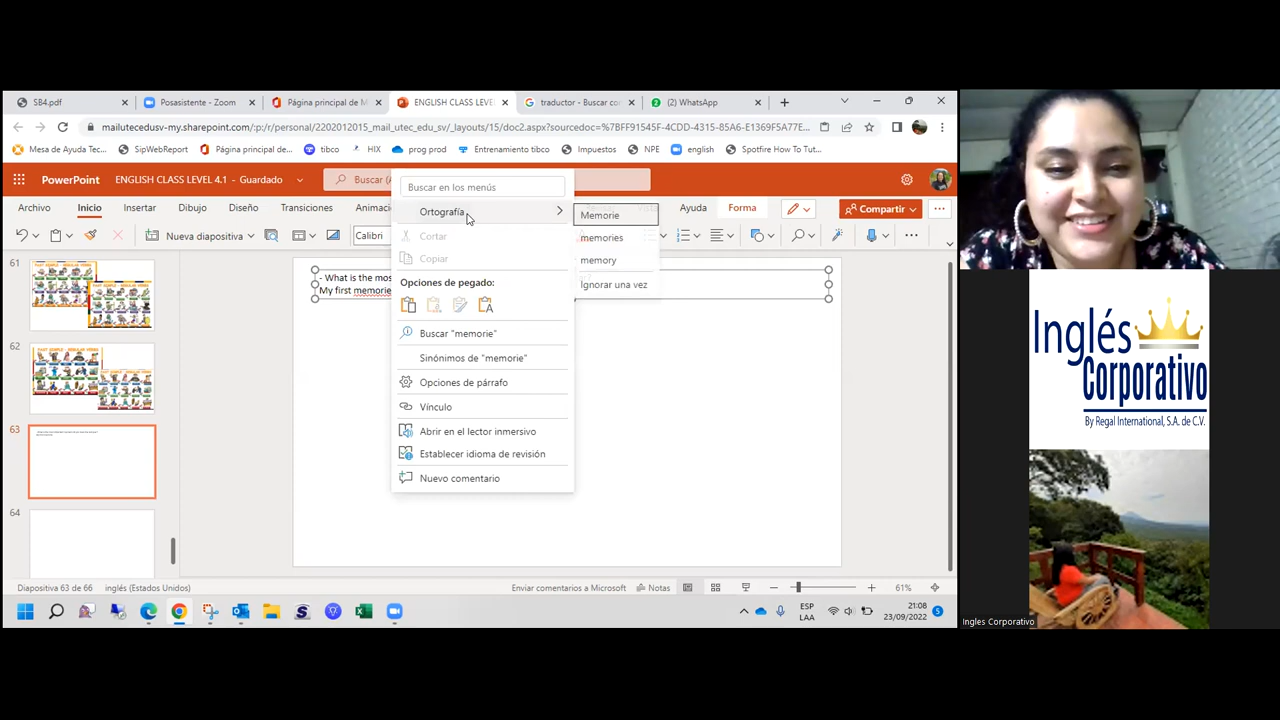 SB4.pdf
Posasistente - Zoom
Página principal de M
ENGLISH CLASS LEVEL
traductor - Buscar co
(2) WhatsApp
mailutecedusv-my.sharepoint.com/:p:/r/personal/2202012015_mail_utec_edu_sv/_layouts/15/doc2.aspx?sourcedoc=%7BFF91545F-4CDD-4315-85A6-E1369F5A77E...
Mesa de Ayuda Tec...
SipWebReport
Página principal de...
tibco
HIX
prog prod
Entrenamiento tibco
Impuestos
NPE
english
Spotfire How To Tut...
PowerPoint
ENGLISH CLASS LEVEL 4.1 - Guardado
Buscar (A
Archivo
Inicio
Insertar
Dibujo
Diseño
Transiciones
Animaci
Ayuda
Forma
Compartir
Nueva diapositiva
Calibri
Buscar en los menús
Ortografía
Cortar
Copiar
Opciones de pegado:
Buscar "memorie"
Sinónimos de "memorie"
Opciones de párrafo
Vínculo
Abrir en el lector inmersivo
Establecer idioma de revisión
Nuevo comentario
Memorie
memories
memory
Ignorar una vez
- What is the mos
My first memorie
61
62
63
64
Diapositiva 63 de 66
inglés (Estados Unidos)
Enviar comentarios a Microsoft
Notas
61%
ESP
LAA
21:08
23/09/2022
5
Inglés
Corporativo
By Regal International, S.A. de C.V.
Ingles Corporativo